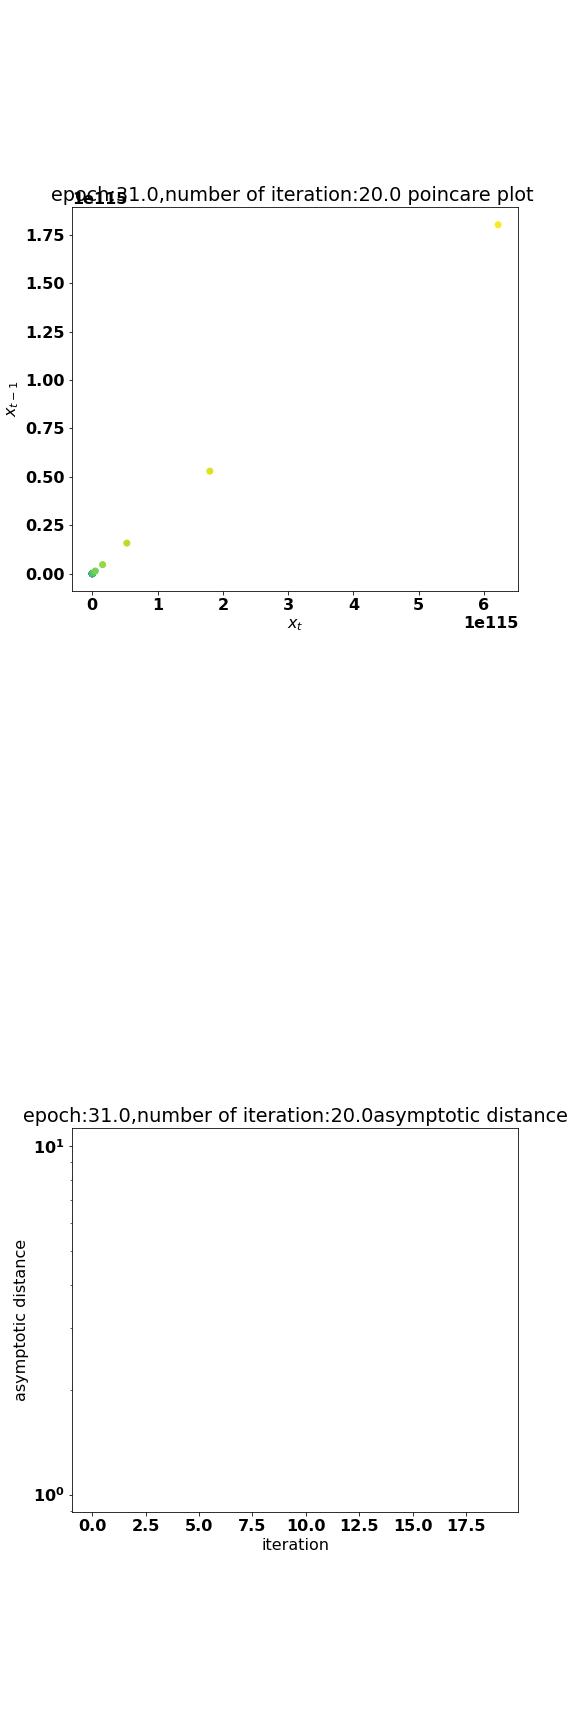 epoch:31.0,number of iteration:20.0 poincare plot
1e115
1.75
1.50
1.25
1.00
0.75
0.50
0.25
0.00
x_{t-1}
0 1 2 3 4 5 6
x_t
1e115
epoch:31.0,number of iteration:20.0asymptotic distance
10^1
10^0
asymptotic distance
0.0 2.5 5.0 7.5 10.0 12.5 15.0 17.5
iteration